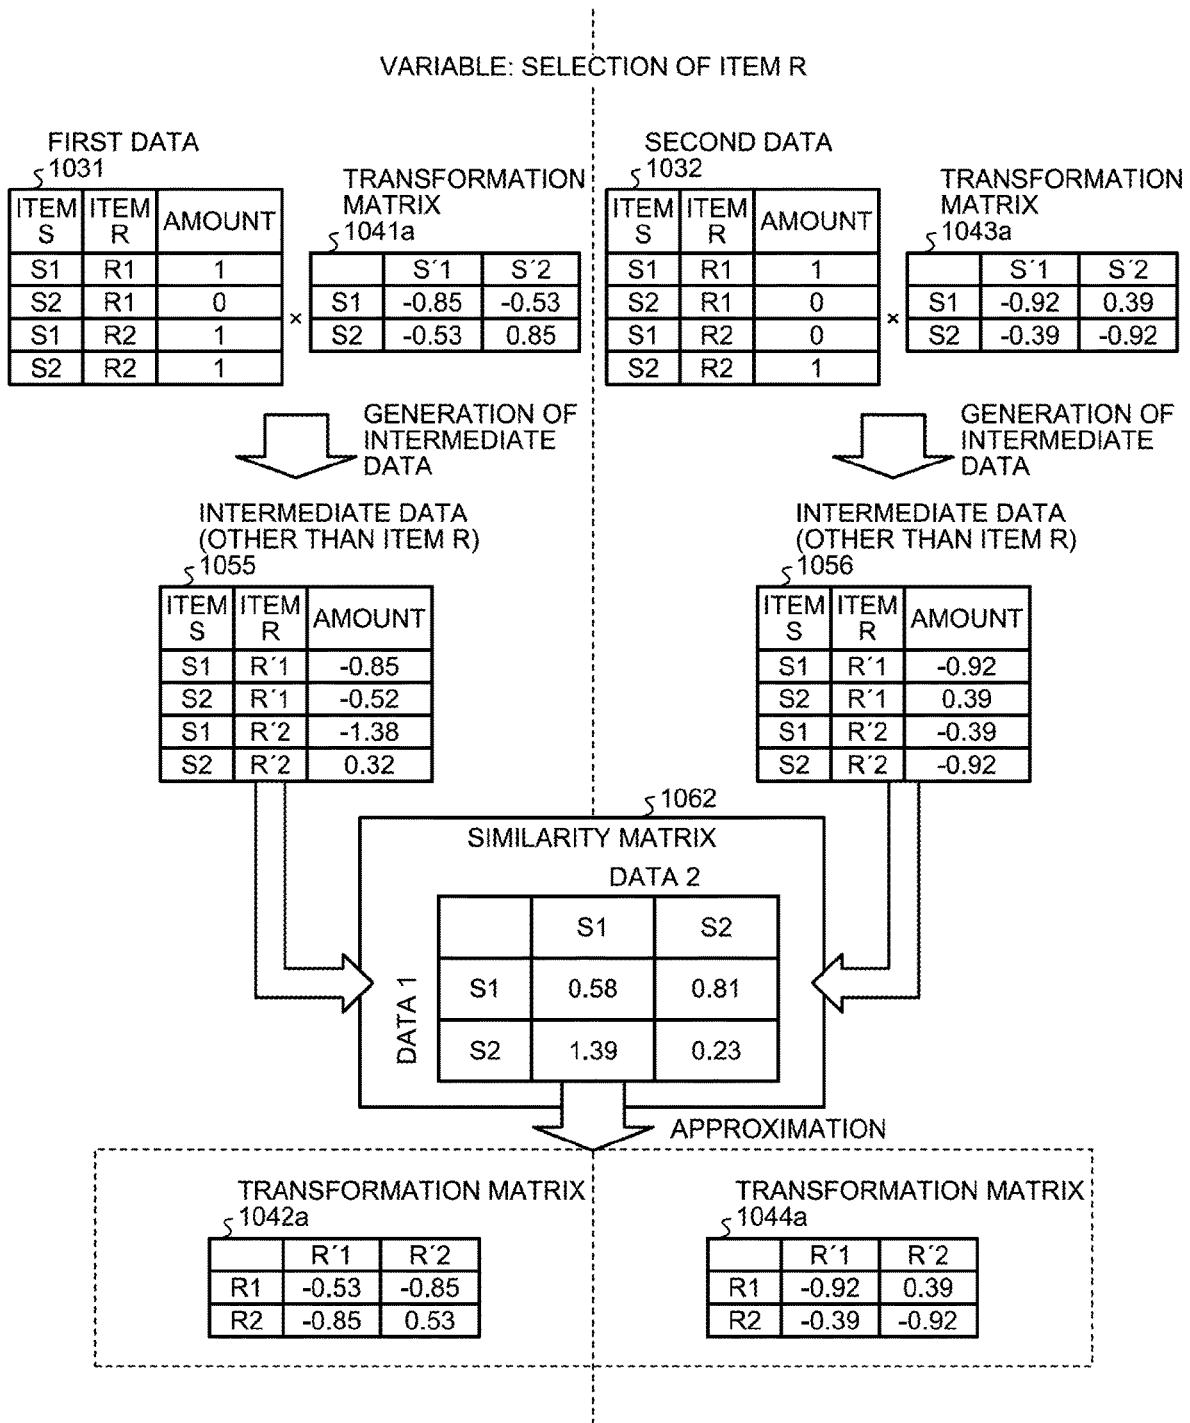 VARIABLE: SELECTION OF ITEM R
FIRST DATA
1031
ITEM S ITEM R AMOUNT
S1 R1 1
S2 R1 0
S1 R2 1
S2 R2 1
×
TRANSFORMATION
MATRIX
1041a
S´1 S´2
S1 -0.85 -0.53
S2 -0.53 0.85
SECOND DATA
1032
ITEM S ITEM R AMOUNT
S1 R1 1
S2 R1 0
S1 R2 0
S2 R2 1
×
TRANSFORMATION
MATRIX
1043a
S´1 S´2
S1 -0.92 0.39
S2 -0.39 -0.92
GENERATION OF
INTERMEDIATE
DATA
GENERATION OF
INTERMEDIATE
DATA
INTERMEDIATE DATA
(OTHER THAN ITEM R)
1055
ITEM S ITEM R AMOUNT
S1 R´1 -0.85
S2 R´1 -0.52
S1 R´2 -1.38
S2 R´2 0.32
INTERMEDIATE DATA
(OTHER THAN ITEM R)
1056
ITEM S ITEM R AMOUNT
S1 R´1 -0.92
S2 R´1 0.39
S1 R´2 -0.39
S2 R´2 -0.92
1062
SIMILARITY MATRIX
DATA 2
DATA 1
S1 S2
S1 0.58 0.81
S2 1.39 0.23
APPROXIMATION
TRANSFORMATION MATRIX
1042a
R´1 R´2
R1 -0.53 -0.85
R2 -0.85 0.53
TRANSFORMATION MATRIX
1044a
R´1 R´2
R1 -0.92 0.39
R2 -0.39 -0.92